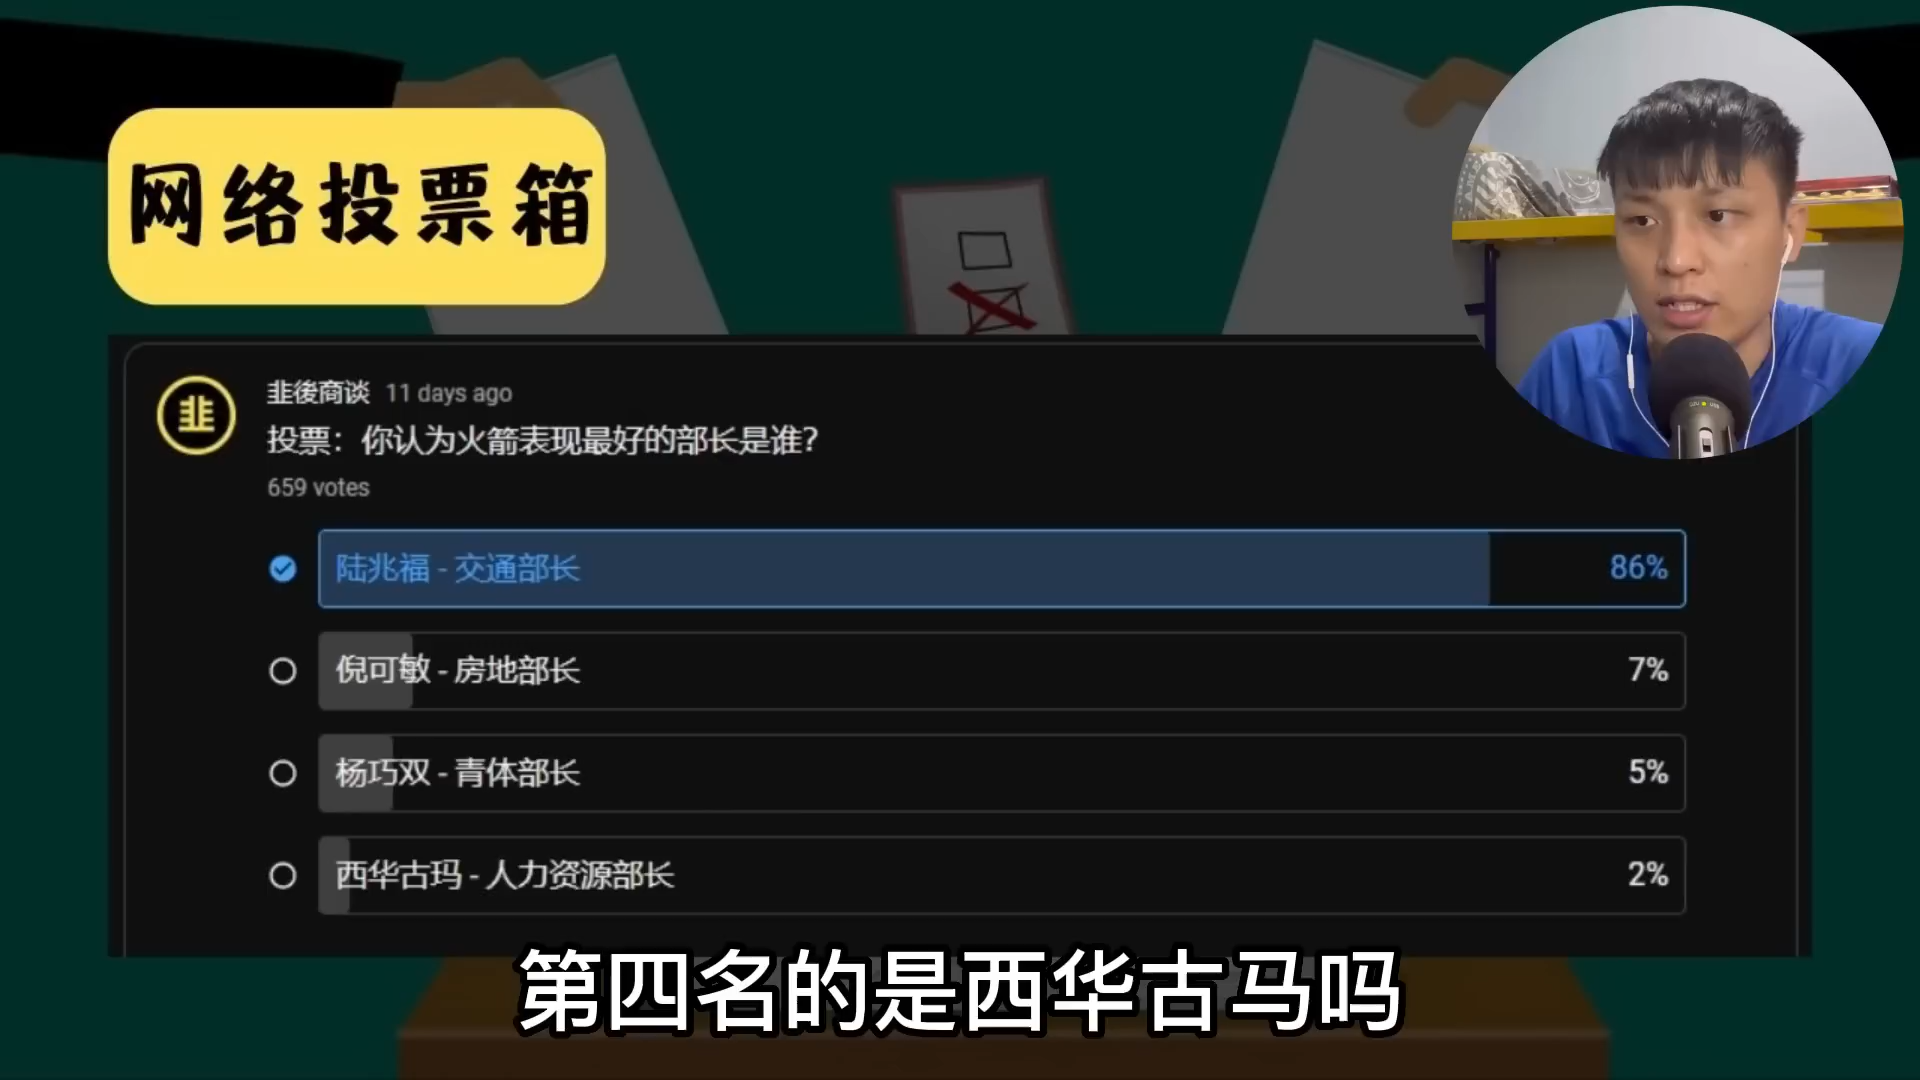 网络投票箱
韭
韭後商谈 11 days ago
投票：你认为火箭表现最好的部长是谁？
659 votes
陆兆福 - 交通部长 86%
倪可敏 - 房地部长 7%
杨巧双 - 青体部长 5%
西华古玛 - 人力资源部长 2%
第四名的是西华古马吗